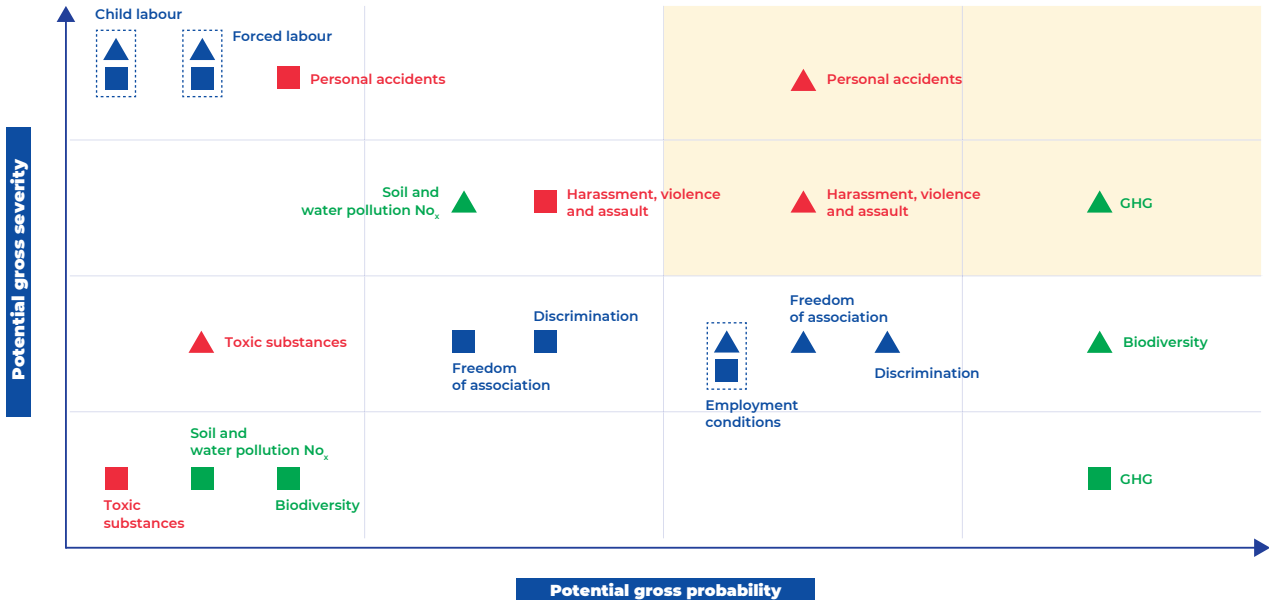 Child labour
Forced labour
Personal accidents
Personal accidents
Potential gross severity
Soil and
water pollution Noₓ
Harassment, violence
and assault
Harassment, violence
and assault
GHG
Toxic substances
Discrimination
Freedom
of association
Freedom
of association
Discrimination
Employment
conditions
Biodiversity
Soil and
water pollution Noₓ
Toxic
substances
Biodiversity
GHG
Potential gross probability